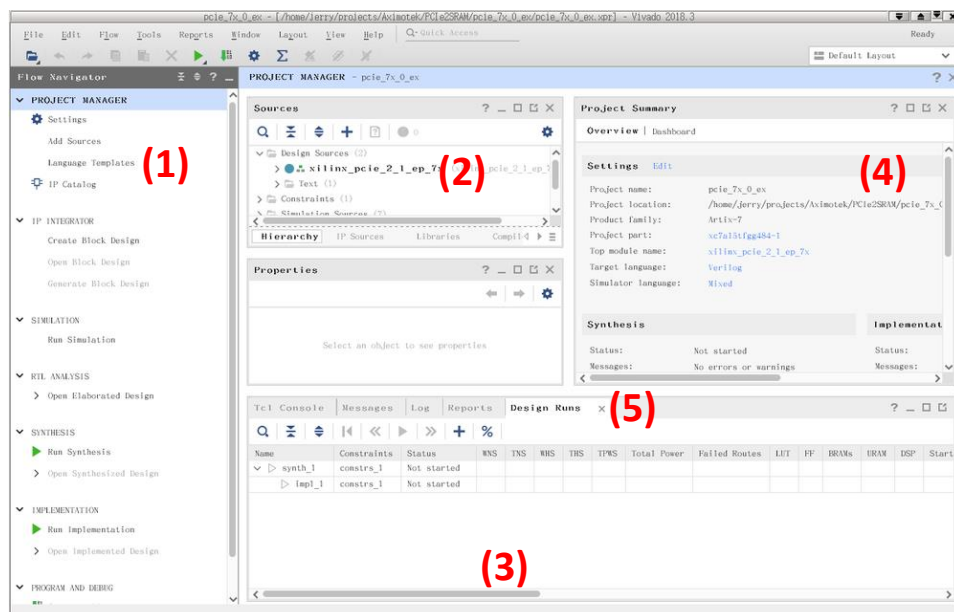 pcie_7x_0_ex - [/home/jerry/projects/Aximotek/PCIe2SRAM/pcie_7x_0_ex/pcie_7x_0_ex.xpr] - Vivado 2018.3
File Edit Flow Tools Reports Window Layout View Help Quick Access Ready
Default Layout
Flow Navigator
PROJECT MANAGER - pcie_7x_0_ex
PROJECT MANAGER
Settings
Add Sources
Language Templates
IP Catalog
(1)
IP INTEGRATOR
Create Block Design
Open Block Design
Generate Block Design
SIMULATION
Run Simulation
RTL ANALYSIS
Open Elaborated Design
SYNTHESIS
Run Synthesis
Open Synthesized Design
IMPLEMENTATION
Run Implementation
Open Implemented Design
PROGRAM AND DEBUG
Sources
0
Design Sources (2)
xilinx_pcie_2_1_ep_7x (xilinx_pcie_2_1_ep_7
Text (1)
Constraints (1)
Simulation Sources (7)
(2)
Hierarchy IP Sources Libraries Compil
Properties
Select an object to see properties
Project Summary
Overview | Dashboard
Settings Edit
Project name: pcie_7x_0_ex
Project location: /home/jerry/projects/Aximotek/PCIe2SRAM/pcie_7x_0
Product family: Artix-7
Project part: xc7a15tfgg484-1
Top module name: xilinx_pcie_2_1_ep_7x
Target language: Verilog
Simulator language: Mixed
(4)
Synthesis Implementat
Status: Not started Status:
Messages: No errors or warnings Messages:
(5)
Tcl Console Messages Log Reports Design Runs
Name Constraints Status WNS TNS WHS THS TPWS Total Power Failed Routes LUT FF BRAMs URAM DSP Start
synth_1 constrs_1 Not started
impl_1 constrs_1 Not started
(3)